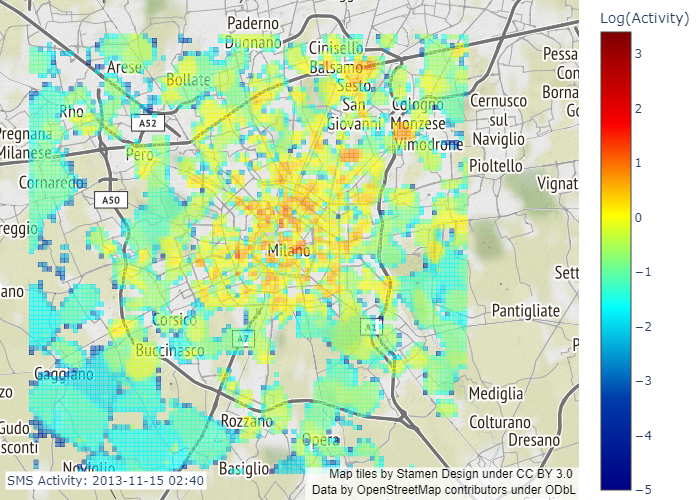 Paderno
Dugnano
Cinisello
Balsamo
Arese
Bollate
Sesto
San
Giovanni
Cologno
Monzese
Vimodrone
Cernusco
sul
Naviglio
Pioltello
Pessa
Con
Borna
Go
Vignat
Rho
A52
Pregnana
Milanese
Pero
Cornaredo
A50
reggio
Milano
Sett
ano
Pantigliate
Corsico
A7
A1
Buccinasco
P
Gaggiano
zo
Mediglia
Rozzano
Colturano
Gudo
sconti
Opera
Dresano
Noviglio
Basiglio
SMS Activity: 2013-11-15 02:40
Map tiles by Stamen Design under CC BY 3.0
Data by OpenStreetMap contributors under ODbL
Log(Activity)
3
2
1
0
−1
−2
−3
−4
−5